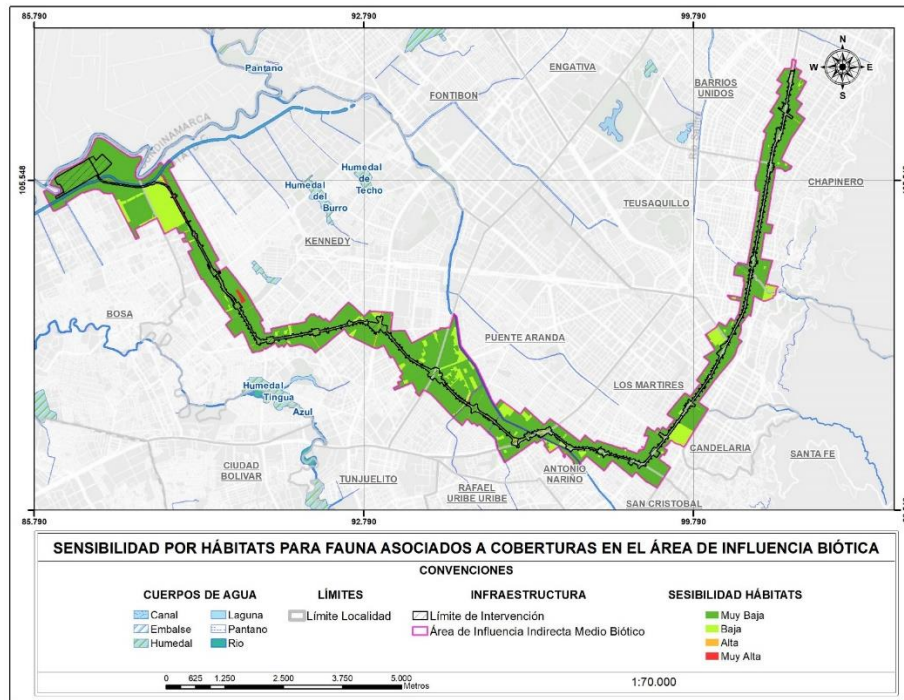 85.790
92.790
99.790
N
W
E
S
Pantano
ENGATIVA
BARRIOS
UNIDOS
FONTIBON
CUNDINAMARCA
105.548
Humedal
de
Techo
Humedal
del
Burro
CHAPINERO
TEUSAQUILLO
KENNEDY
BOSA
PUENTE ARANDA
LOS MARTIRES
Humedal
Tingua
Azul
CANDELARIA
SANTA FE
CIUDAD
BOLIVAR
TUNJUELITO
RAFAEL
URIBE URIBE
ANTONIO
NARIÑO
SAN CRISTOBAL
85.790
92.790
99.790
SENSIBILIDAD POR HÁBITATS PARA FAUNA ASOCIADOS A COBERTURAS EN EL ÁREA DE INFLUENCIA BIÓTICA
CONVENCIONES
CUERPOS DE AGUA
LÍMITES
INFRAESTRUCTURA
SESIBILIDAD HÁBITATS
Canal
Laguna
Límite Localidad
Límite de Intervención
Muy Baja
Embalse
Pantano
Área de Influencia Indirecta Medio Biótico
Baja
Humedal
Rio
Alta
Muy Alta
0 625 1.250 2.500 3.750 5.000
Metros
1:70.000